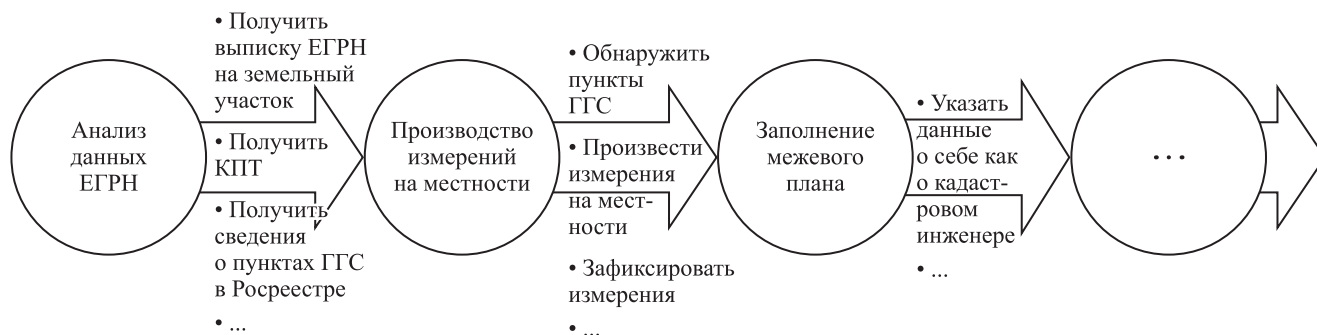 Анализ
данных
ЕГРН
• Получить
выписку ЕГРН
на земельный
участок
• Получить
КПТ
• Получить
сведения
о пунктах ГГС
в Росреестре
• ...
Производство
измерений
на местности
• Обнаружить
пункты
ГГС
• Произвести
измерения
на мест-
ности
• Зафиксировать
измерения
• ...
Заполнение
межевого
плана
• Указать
данные
о себе как
о кадаст-
ровом
инженере
• ...
...